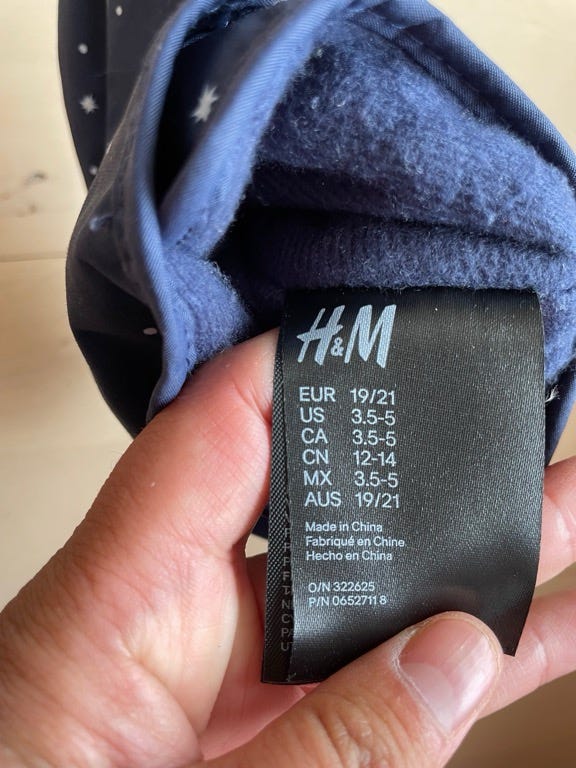 H&M
EUR 19/21
US 3.5-5
CA 3.5-5
CN 12-14
MX 3.5-5
AUS 19/21
Made in China
Fabriqué en Chine
Hecho en China
O/N 322625
P/N 0652711 8